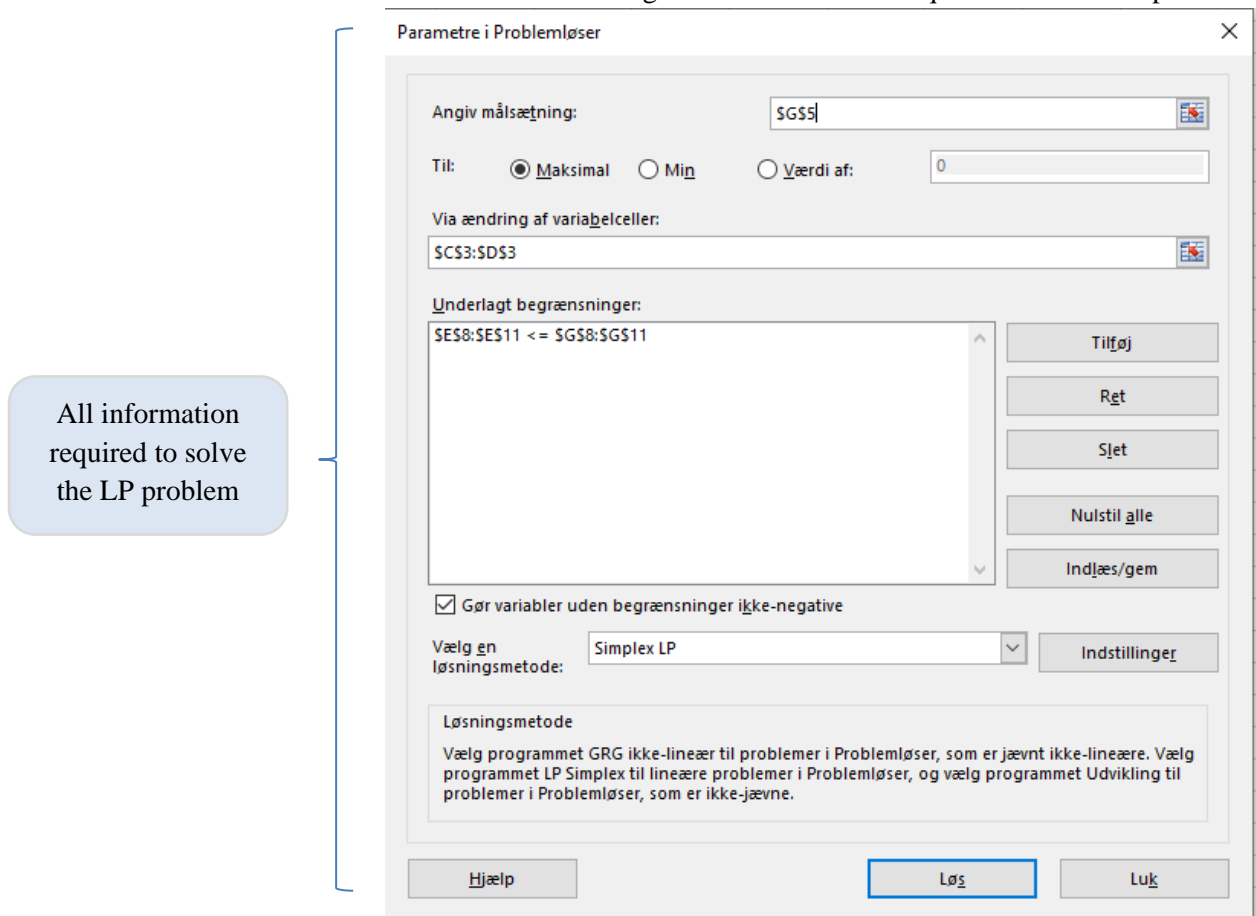 Parametre i Problemløser
Angiv målsætning:
$G$5
Til:
Maksimal
Min
Værdi af:
0
Via ændring af variabelceller:
$C$3:$D$3
Underlagt begrænsninger:
$E$8:$E$11 <= $G$8:$G$11
Tilføj
Ret
Slet
Nulstil alle
Indlæs/gem
Gør variabler uden begrænsninger ikke-negative
Vælg en
løsningsmetode:
Simplex LP
Indstillinger
Løsningsmetode
Vælg programmet GRG ikke-lineær til problemer i Problemløser, som er jævnt ikke-lineære. Vælg
programmet LP Simplex til lineære problemer i Problemløser, og vælg programmet Udvikling til
problemer i Problemløser, som er ikke-jævne.
Hjælp
Løs
Luk
All information
required to solve
the LP problem